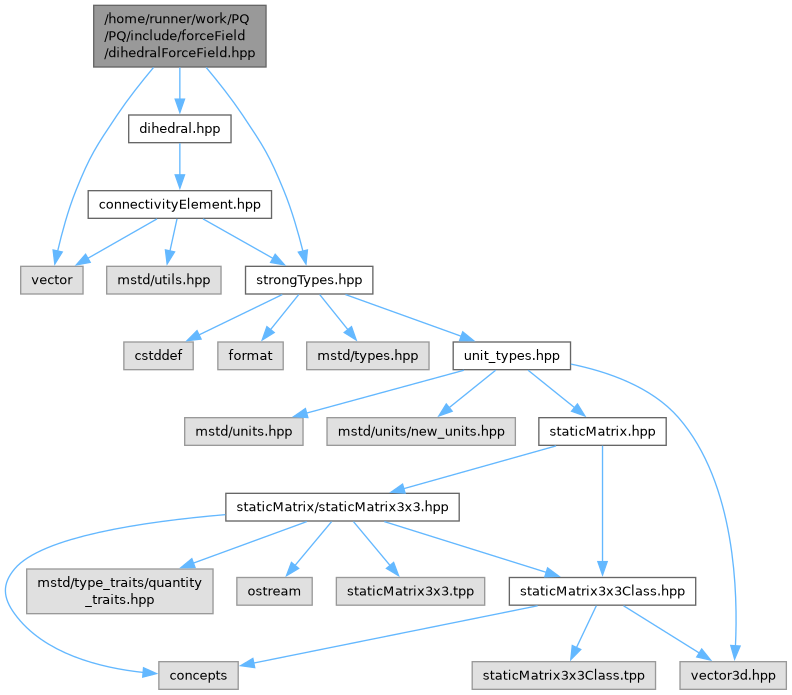 /home/runner/work/PQ
/PQ/include/forceField
/dihedralForceField.hpp
dihedral.hpp
connectivityElement.hpp
vector
mstd/utils.hpp
strongTypes.hpp
cstddef
format
mstd/types.hpp
unit_types.hpp
mstd/units.hpp
mstd/units/new_units.hpp
staticMatrix.hpp
staticMatrix/staticMatrix3x3.hpp
mstd/type_traits/quantity
_traits.hpp
ostream
staticMatrix3x3.tpp
staticMatrix3x3Class.hpp
concepts
staticMatrix3x3Class.tpp
vector3d.hpp